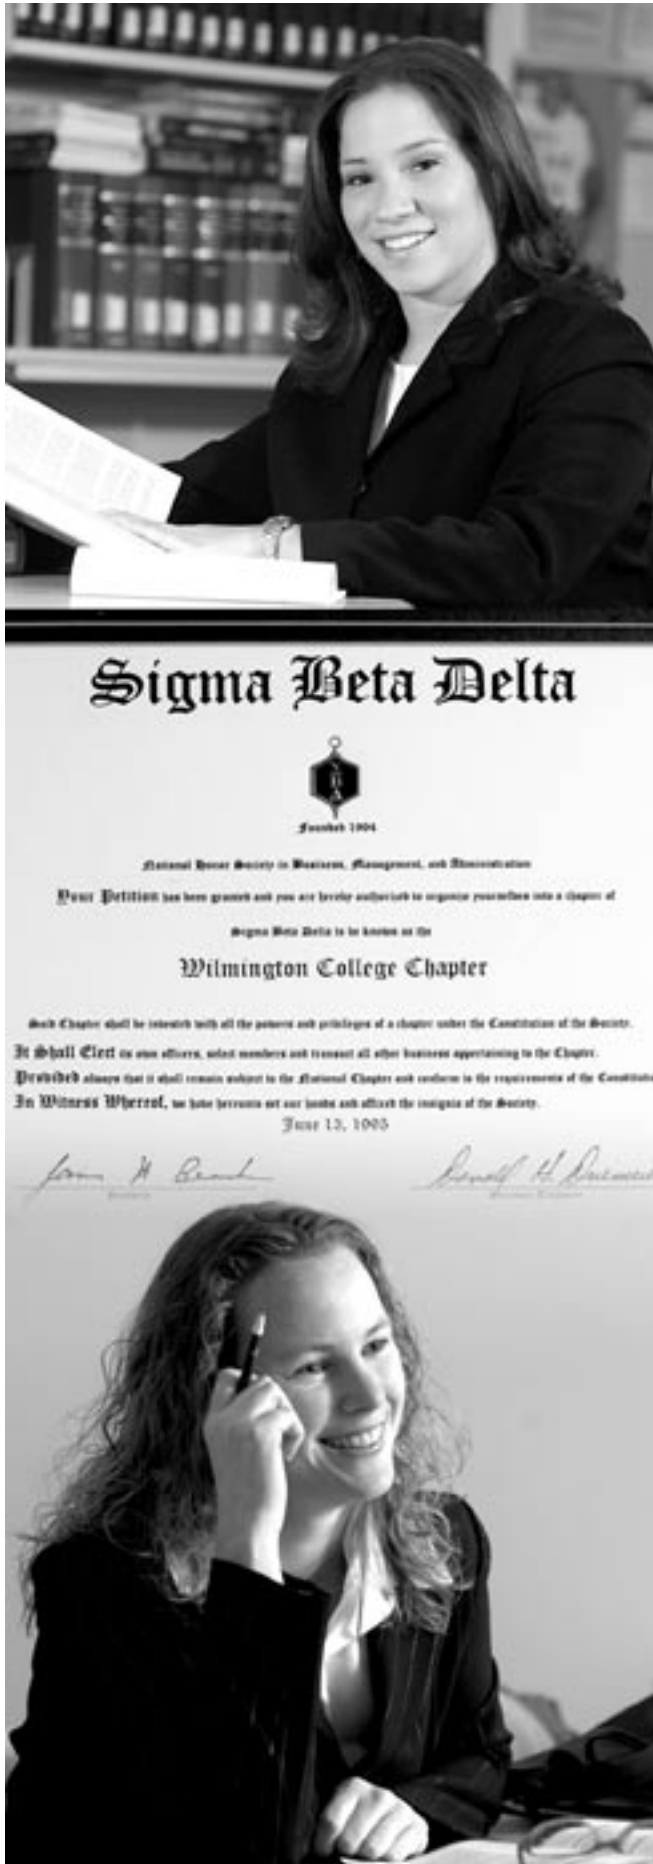 Sigma Beta Delta
ΣΒΔ
Founded 1994
National Honor Society in Business, Management, and Administration
Your Petition has been granted and you are hereby authorized to organize yourselves into a chapter of
Sigma Beta Delta to be known as the
Wilmington College Chapter
Said Chapter shall be invested with all the powers and privileges of a chapter under the Constitution of the Society.
It Shall Elect its own officers, select members and transact all other business appertaining to the Chapter.
Provided always that it shall remain subject to the National Chapter and conform to the requirements of the Constitutio
In Witness Whereof, we have hereunto set our hands and affixed the insignia of the Society.
June 13, 1995